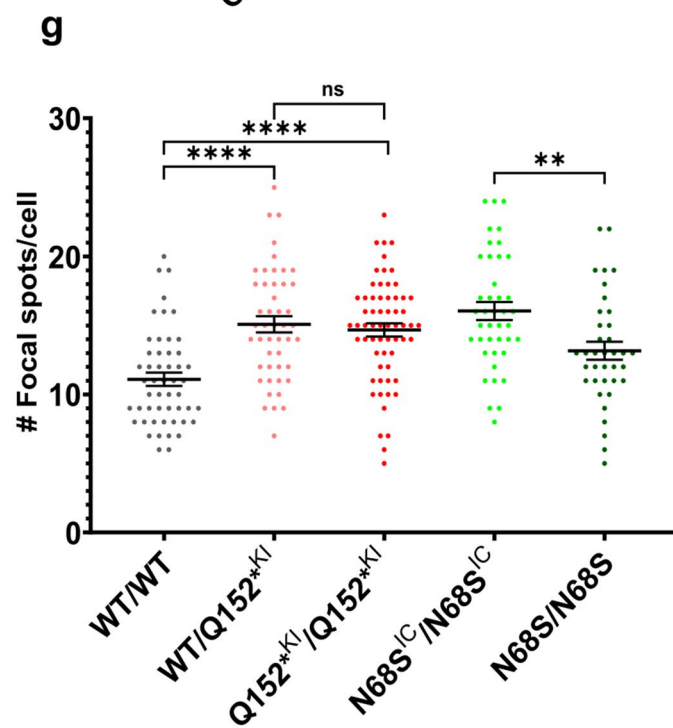 g
ns
****
****
**
30
20
10
0
# Focal spots/cell
WT/WT
WT/Q152*KI
Q152*KI/Q152*KI
N68SIC/N68SIC
N68S/N68S